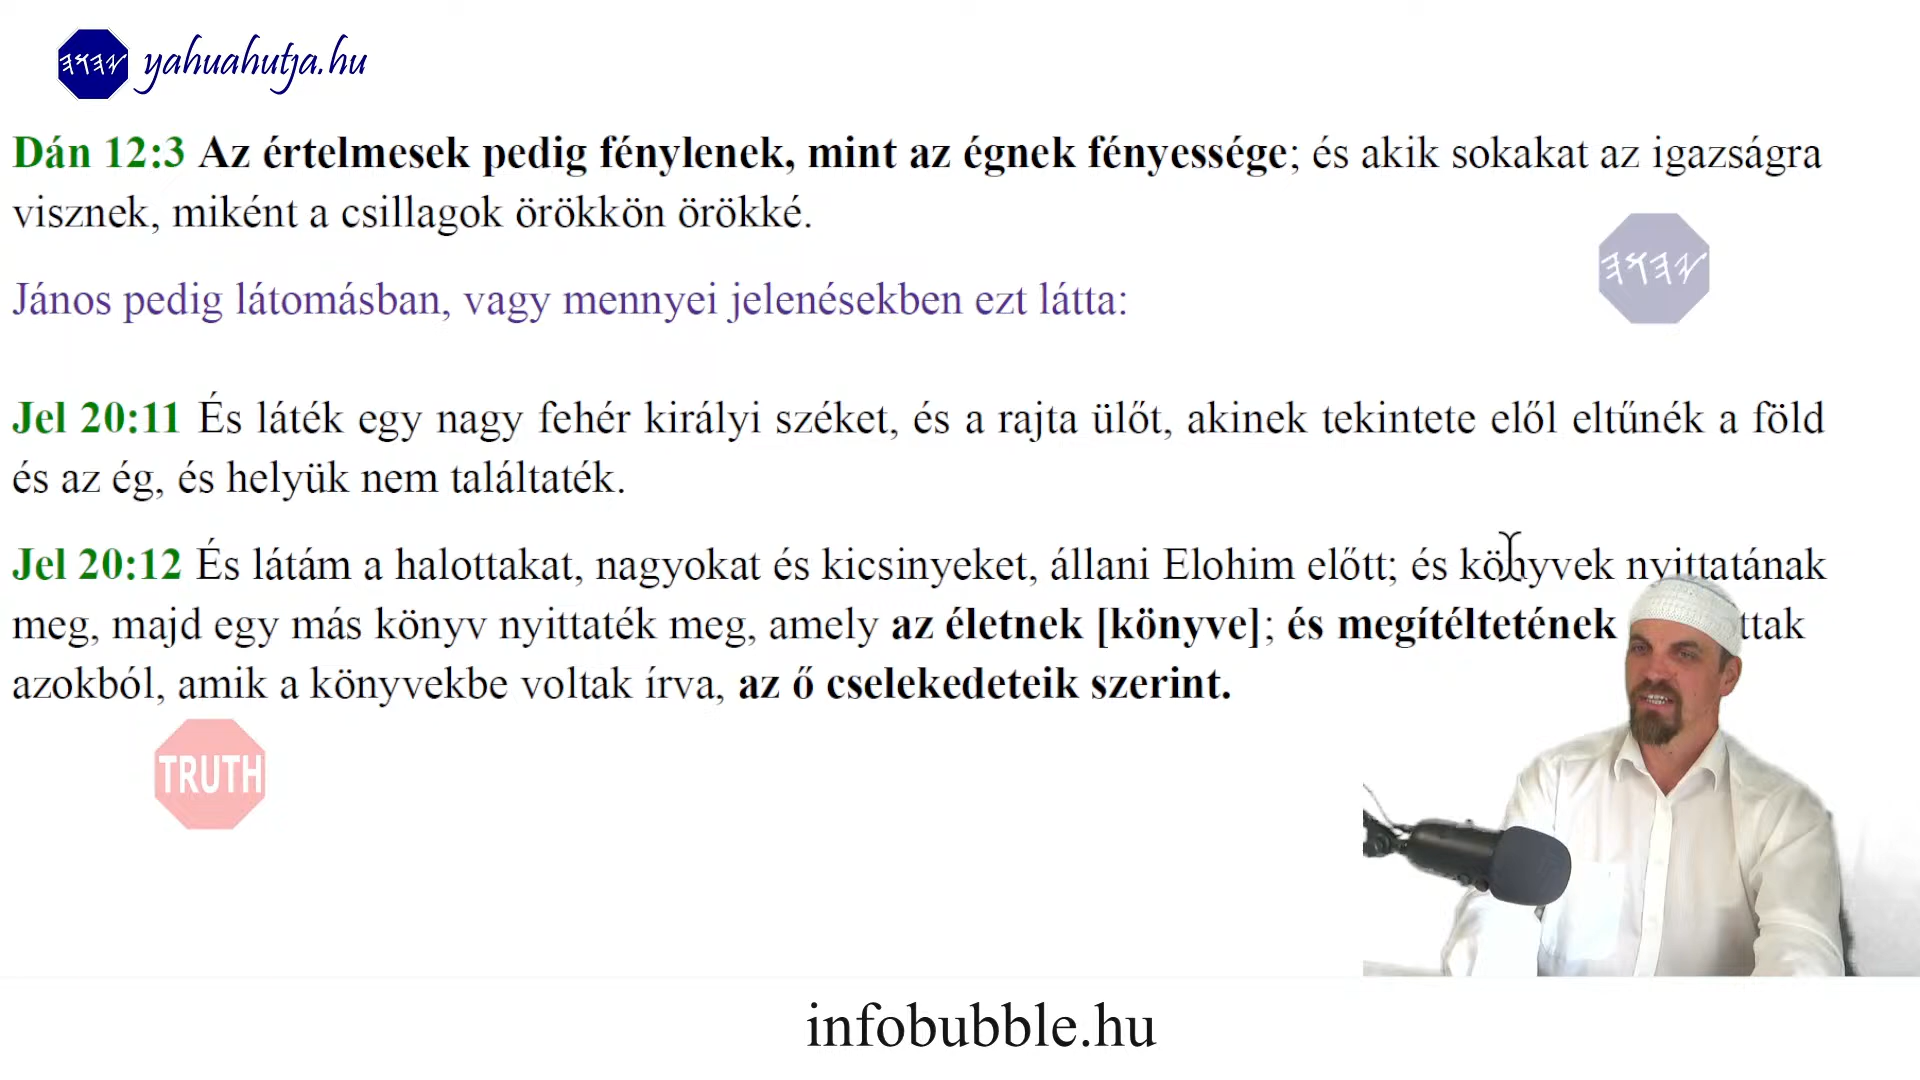 yahuahutja.hu
Dán 12:3 Az értelmesek pedig fénylenek, mint az égnek fényessége; és akik sokakat az igazságra
visznek, miként a csillagok örökkön örökké.
János pedig látomásban, vagy mennyei jelenésekben ezt látta:
Jel 20:11 És láték egy nagy fehér királyi széket, és a rajta ülőt, akinek tekintete elől eltűnék a föld
és az ég, és helyük nem találtaték.
Jel 20:12 És látám a halottakat, nagyokat és kicsinyeket, állani Elohim előtt; és könyvek nyittatának
meg, majd egy más könyv nyittaték meg, amely az életnek [könyve]; és megítéltetének ttak
azokból, amik a könyvekbe voltak írva, az ő cselekedeteik szerint.
TRUTH
infobubble.hu